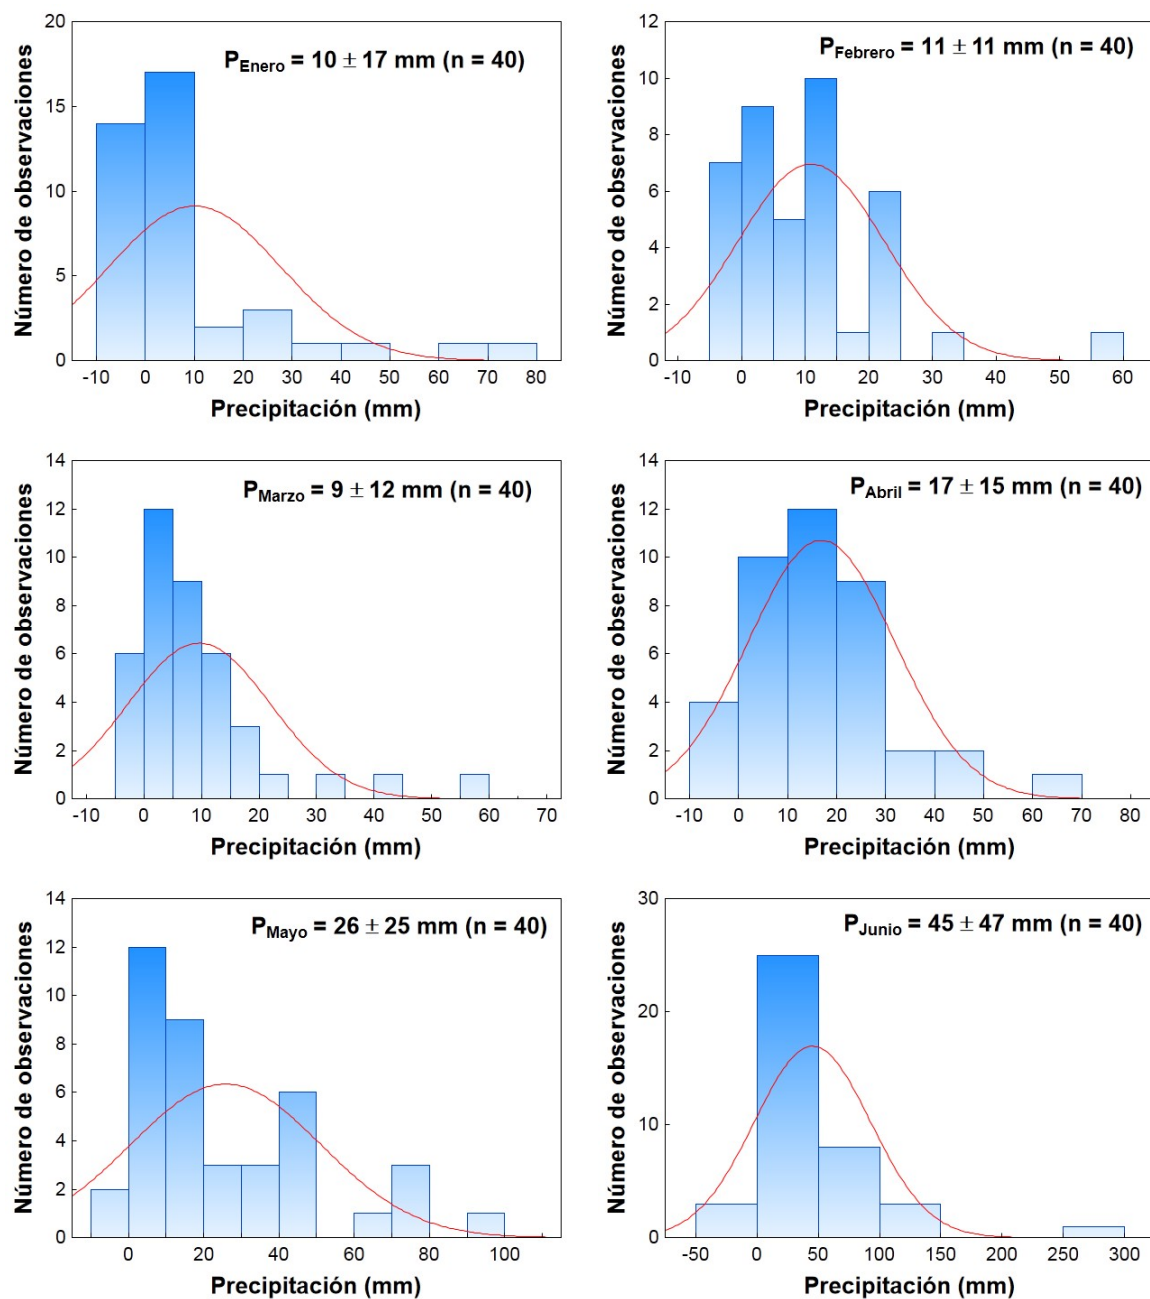 P_Enero = 10 ± 17 mm (n = 40)
Número de observaciones
20
15
10
5
0
-10 0 10 20 30 40 50 60 70 80
Precipitación (mm)
P_Febrero = 11 ± 11 mm (n = 40)
Número de observaciones
12
10
8
6
4
2
0
-10 0 10 20 30 40 50 60
Precipitación (mm)
P_Marzo = 9 ± 12 mm (n = 40)
Número de observaciones
14
12
10
8
6
4
2
0
-10 0 10 20 30 40 50 60 70
Precipitación (mm)
P_Abril = 17 ± 15 mm (n = 40)
Número de observaciones
14
12
10
8
6
4
2
0
-10 0 10 20 30 40 50 60 70 80
Precipitación (mm)
P_Mayo = 26 ± 25 mm (n = 40)
Número de observaciones
14
12
10
8
6
4
2
0
0 20 40 60 80 100
Precipitación (mm)
P_Junio = 45 ± 47 mm (n = 40)
Número de observaciones
30
20
10
0
-50 0 50 100 150 200 250 300
Precipitación (mm)